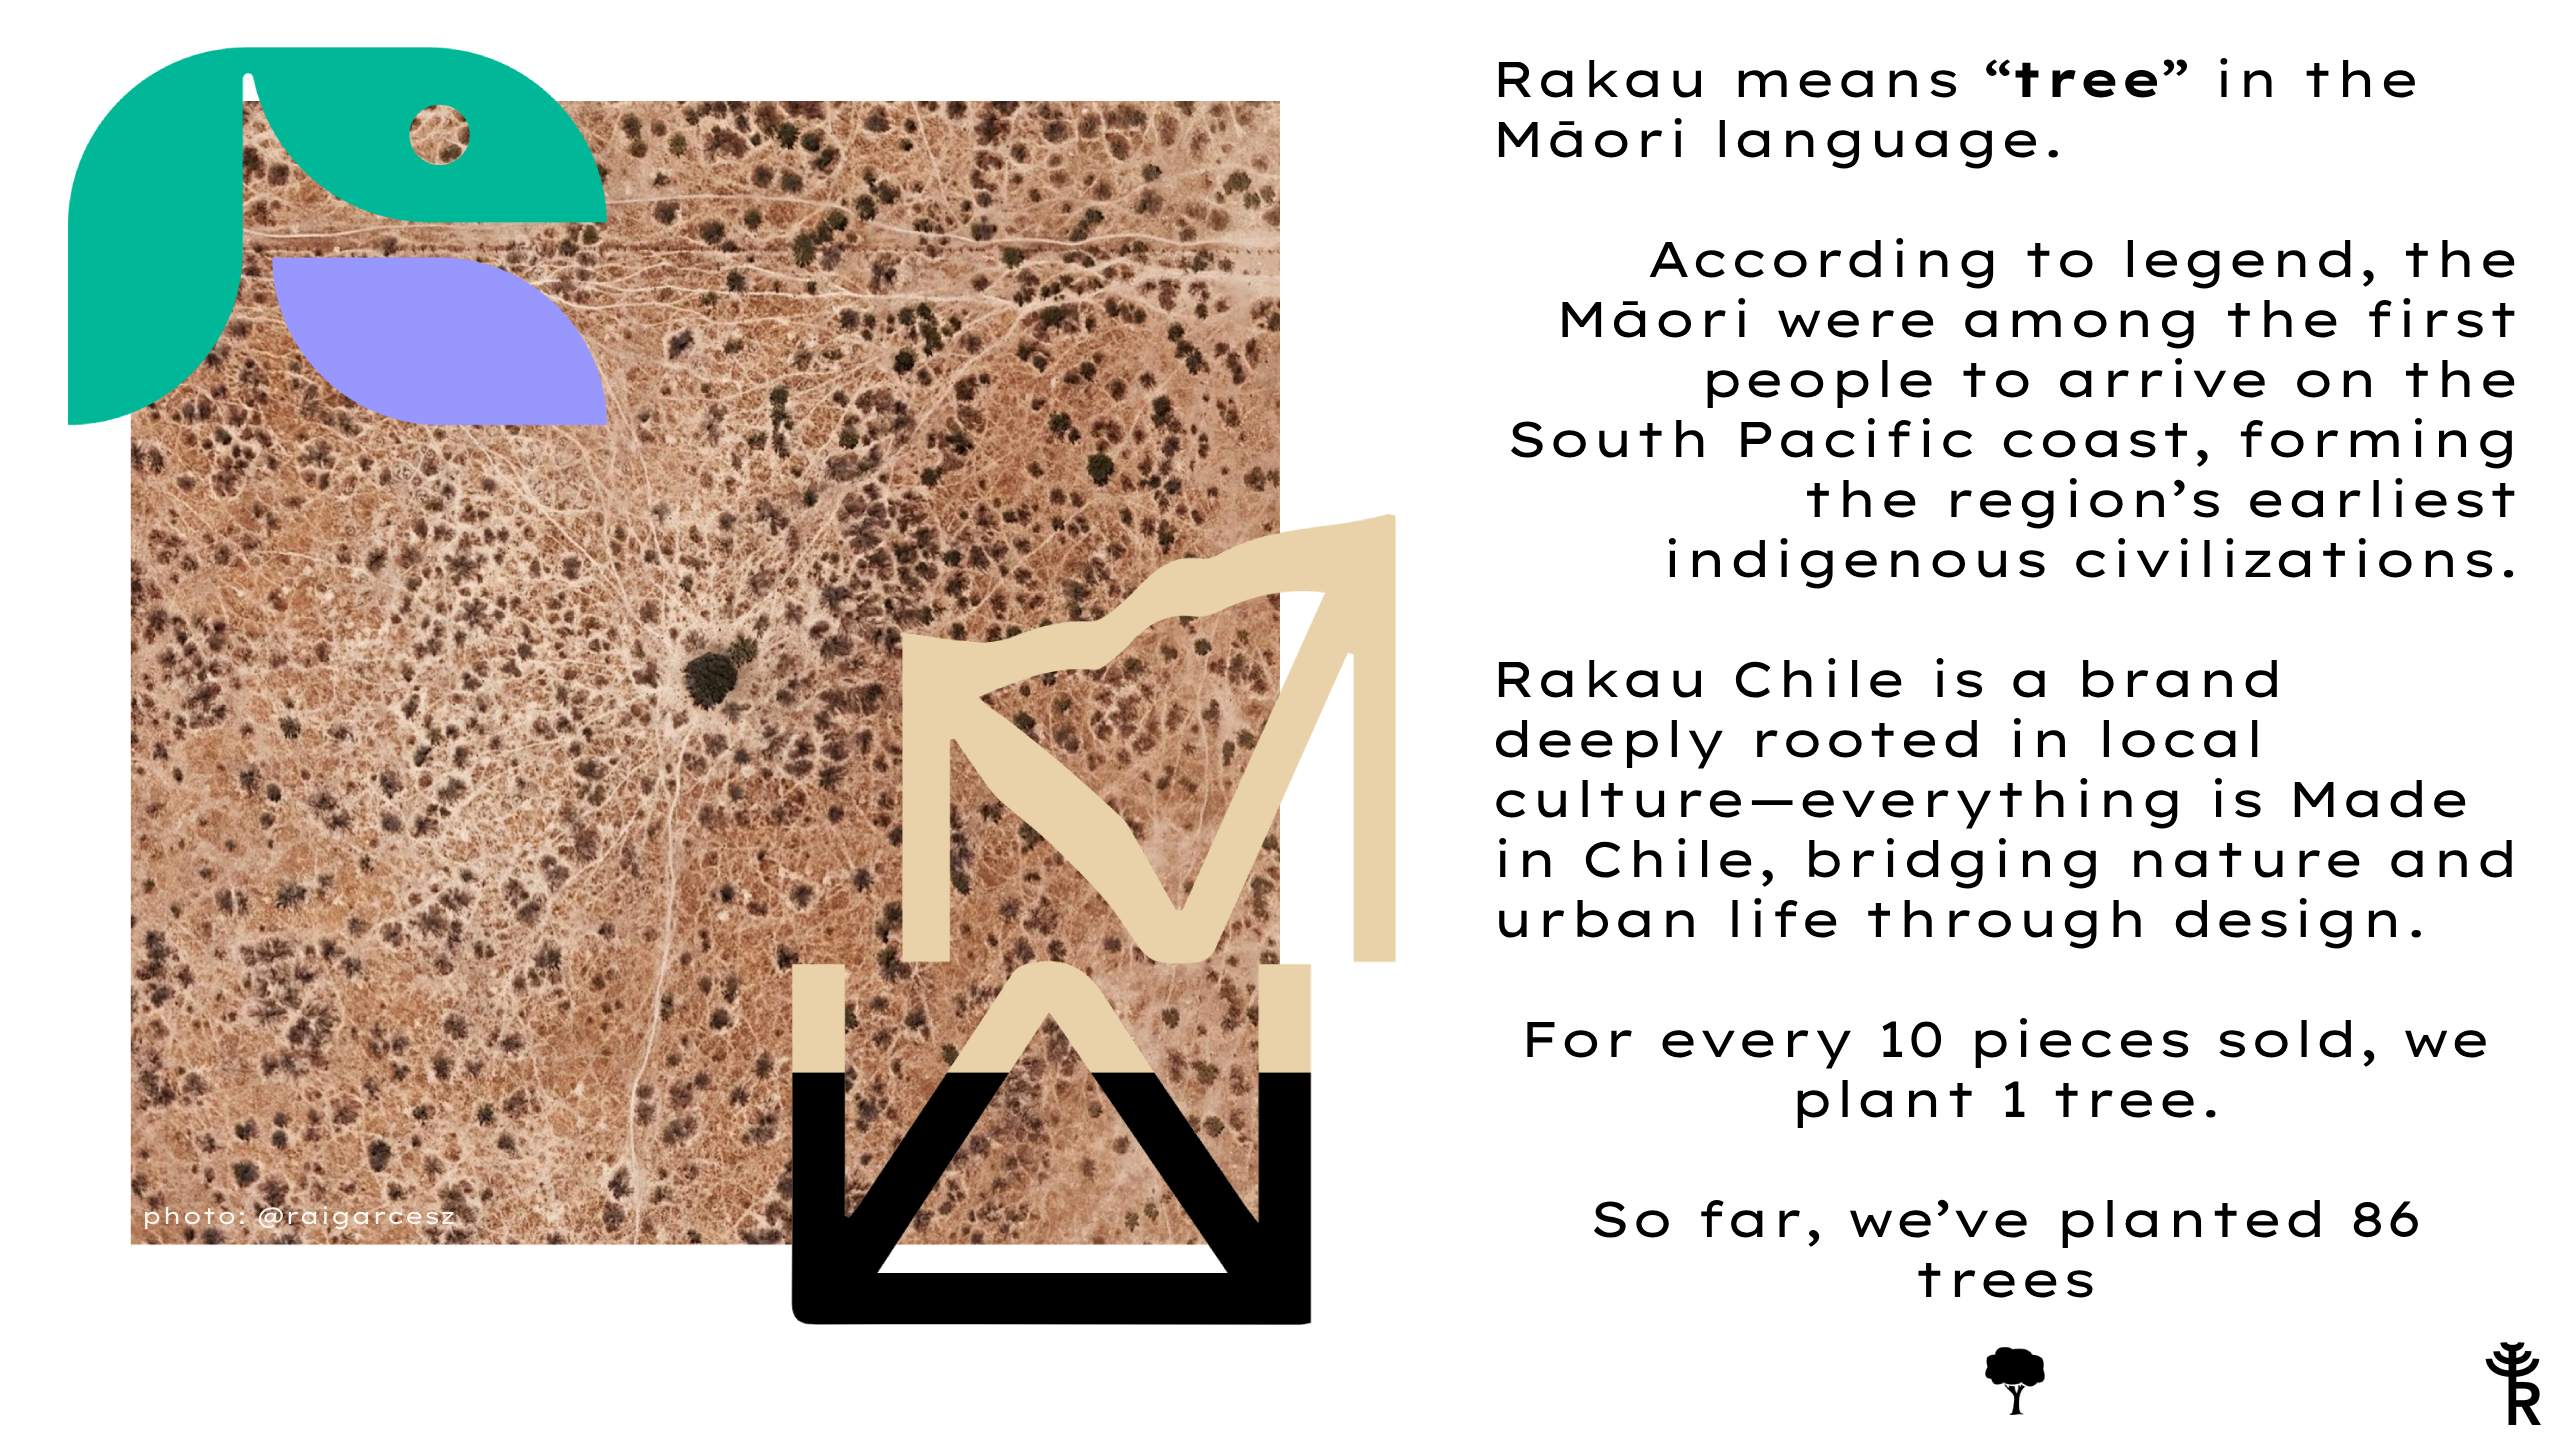 Rakau means “tree” in the
Māori language.
According to legend, the
Māori were among the first
people to arrive on the
South Pacific coast, forming
the region’s earliest
indigenous civilizations.
Rakau Chile is a brand
deeply rooted in local
culture—everything is Made
in Chile, bridging nature and
urban life through design.
For every 10 pieces sold, we
plant 1 tree.
So far, we’ve planted 86
trees
photo: @raigarcesz
R